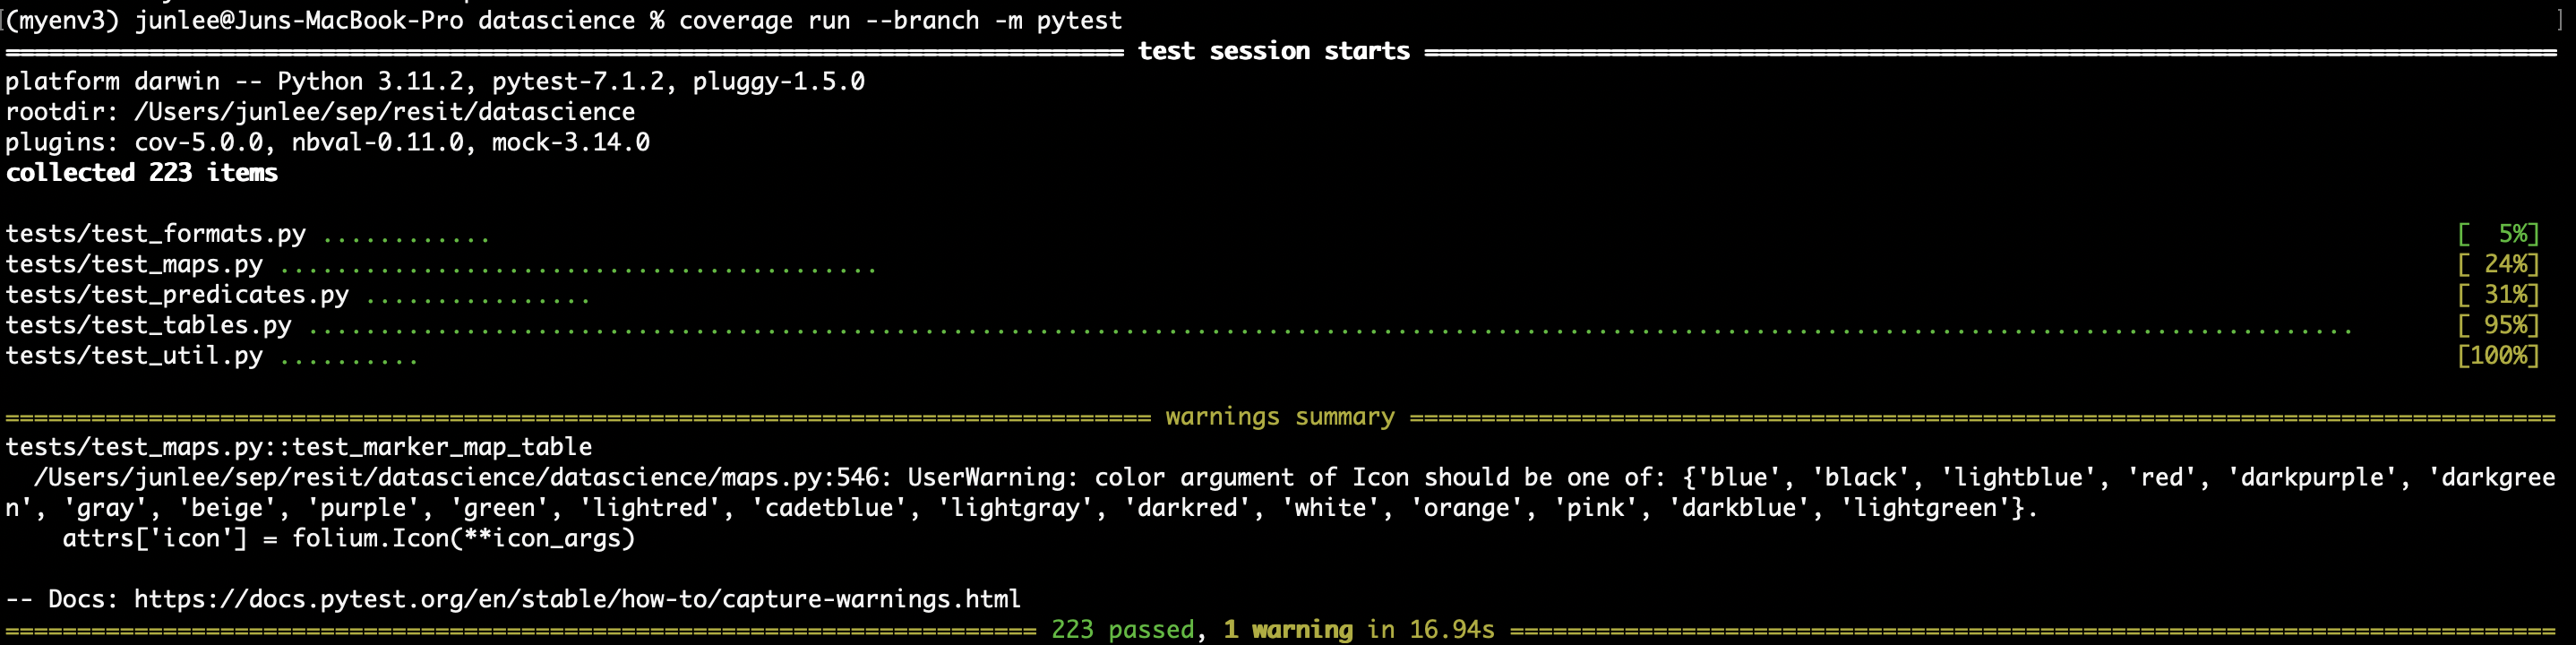 (myenv3) junlee@Juns-MacBook-Pro datascience % coverage run --branch -m pytest
============================== test session starts ==============================
platform darwin -- Python 3.11.2, pytest-7.1.2, pluggy-1.5.0
rootdir: /Users/junlee/sep/resit/datascience
plugins: cov-5.0.0, nbval-0.11.0, mock-3.14.0
collected 223 items
tests/test_formats.py ............ [  5%]
tests/test_maps.py .......................................... [ 24%]
tests/test_predicates.py ................ [ 31%]
tests/test_tables.py ............................................................................................................................................... [ 95%]
tests/test_util.py .......... [100%]
============================== warnings summary ==============================
tests/test_maps.py::test_marker_map_table
  /Users/junlee/sep/resit/datascience/datascience/maps.py:546: UserWarning: color argument of Icon should be one of: {'blue', 'black', 'lightblue', 'red', 'darkpurple', 'darkgree
n', 'gray', 'beige', 'purple', 'green', 'lightred', 'cadetblue', 'lightgray', 'darkred', 'white', 'orange', 'pink', 'darkblue', 'lightgreen'}.
    attrs['icon'] = folium.Icon(**icon_args)
-- Docs: https://docs.pytest.org/en/stable/how-to/capture-warnings.html
============================== 223 passed, 1 warning in 16.94s ==============================